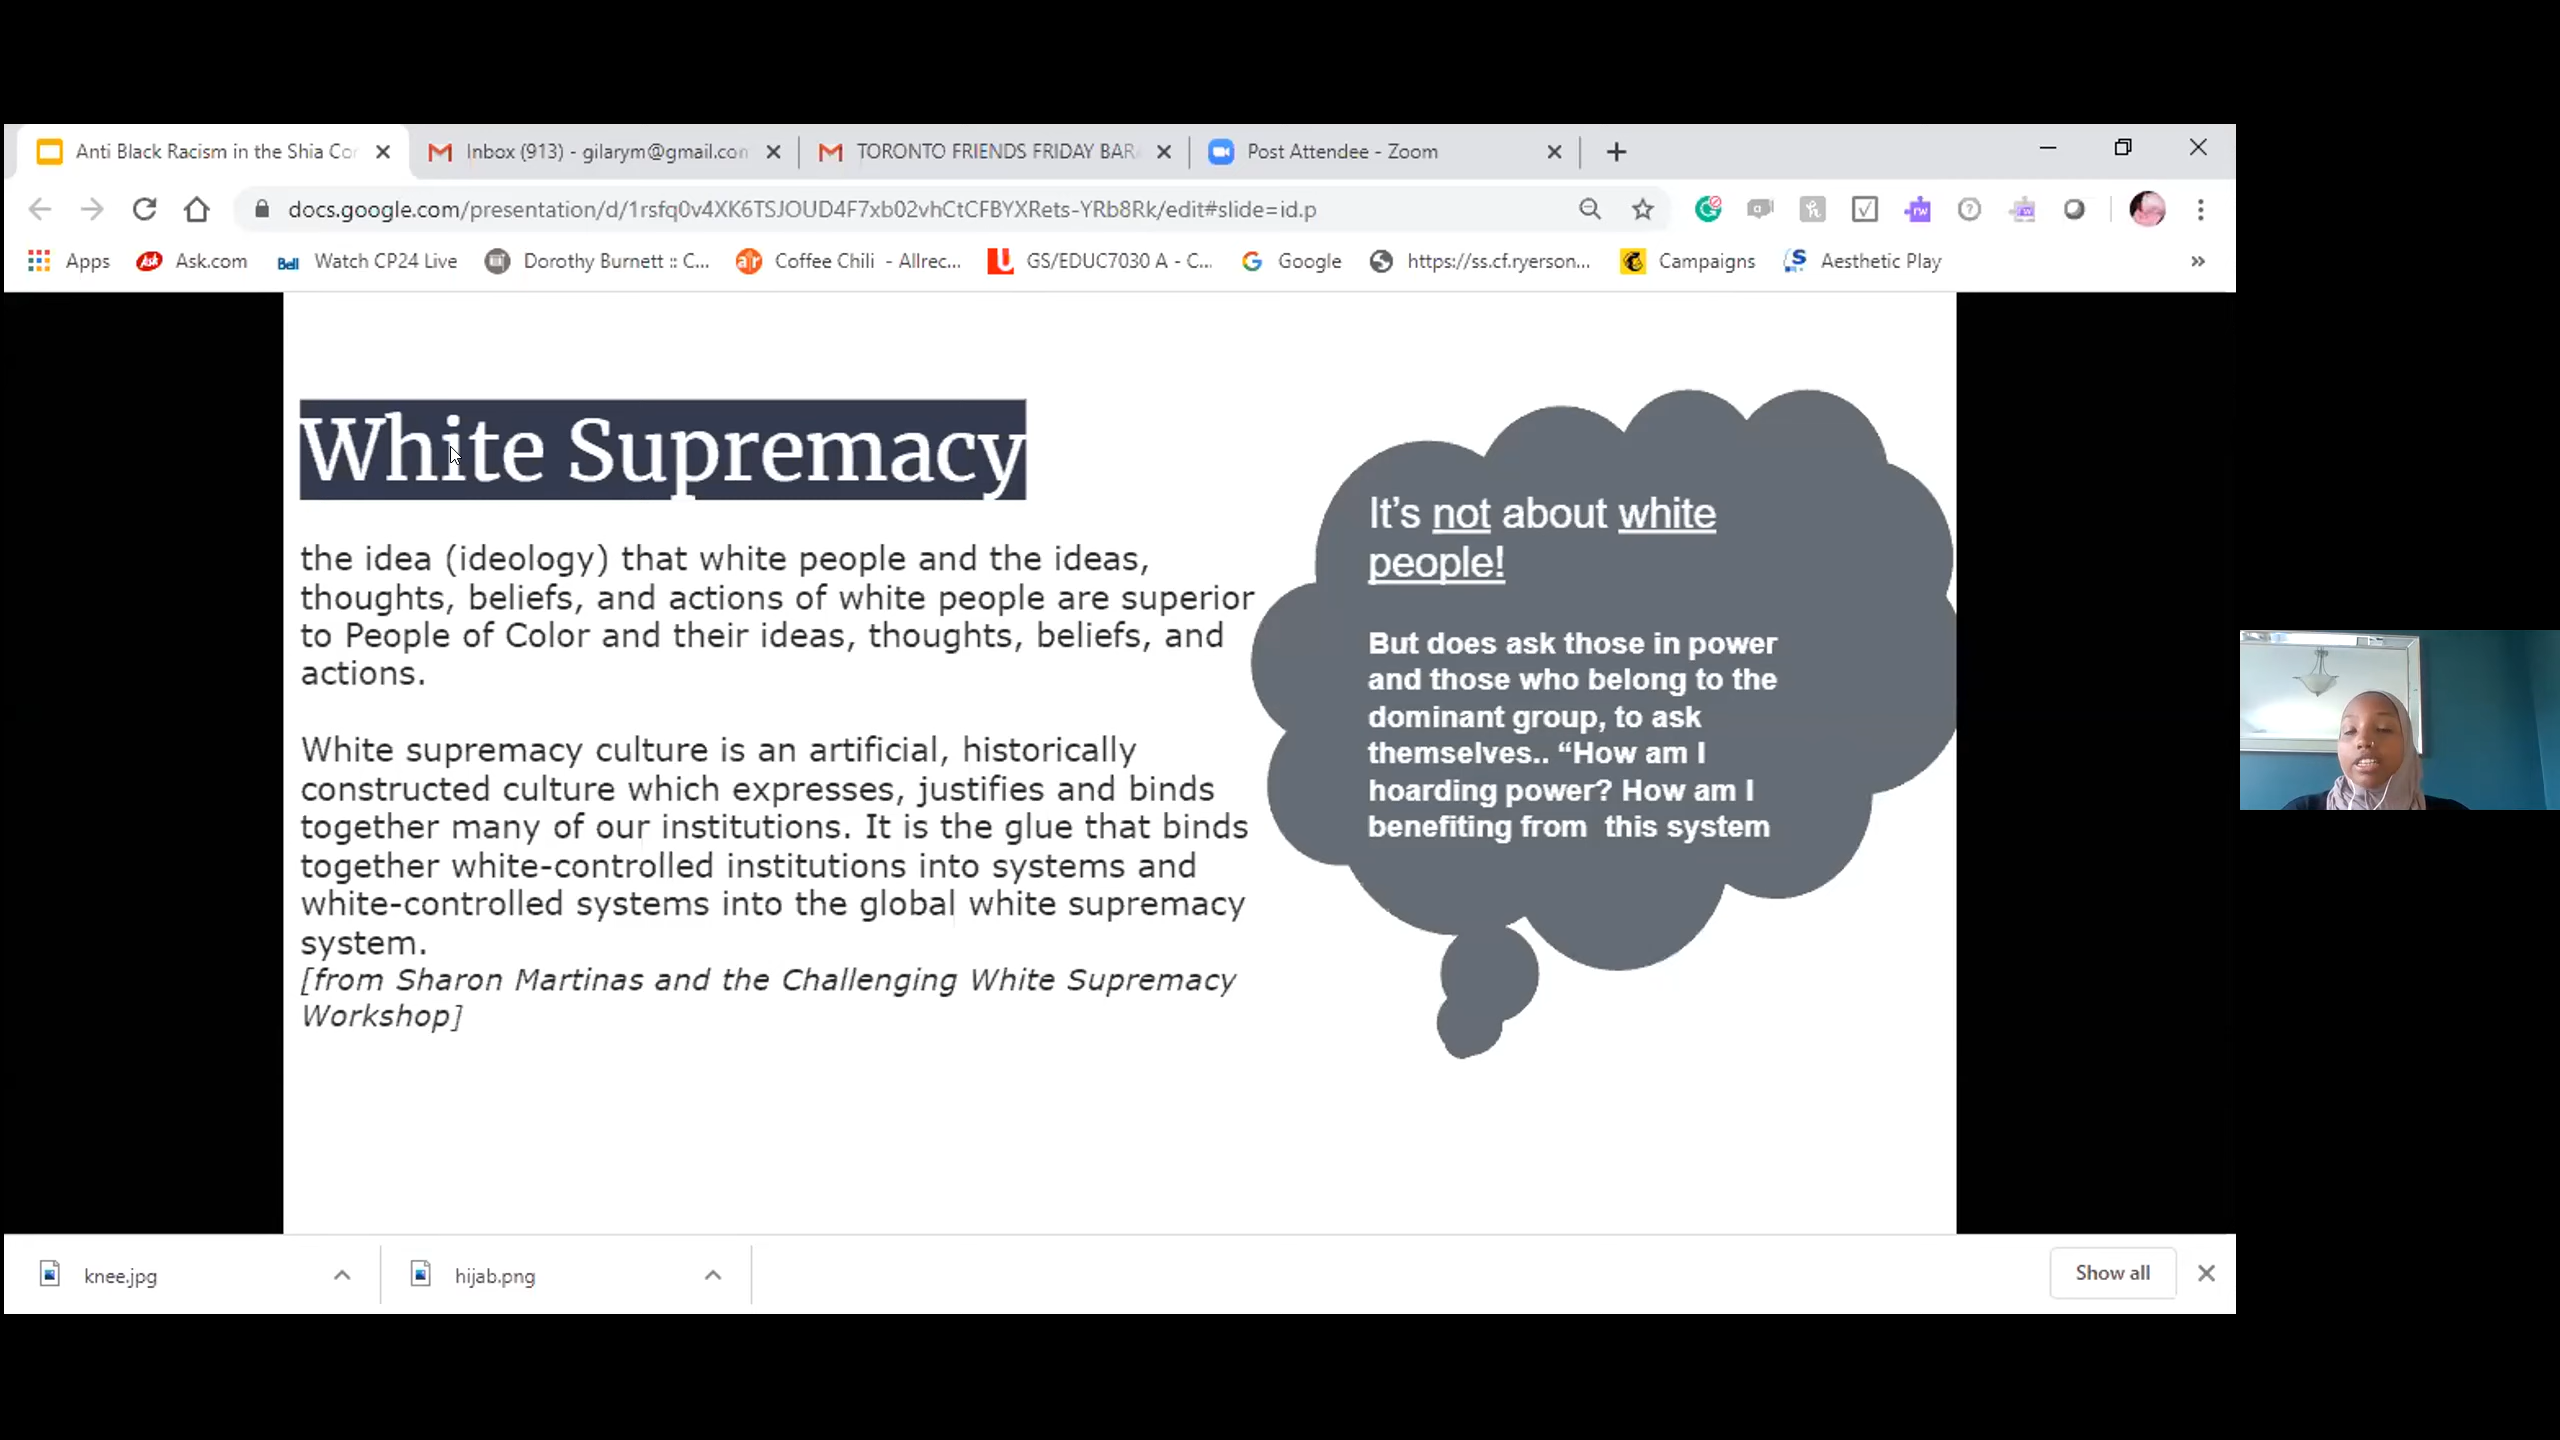 Anti Black Racism in the Shia Co
Inbox (913) - gilarym@gmail.con
TORONTO FRIENDS FRIDAY BAR
Post Attendee - Zoom
docs.google.com/presentation/d/1rsfq0v4XK6TSJOUD4F7xb02vhCtCFBYXRets-YRb8Rk/edit#slide=id.p
Apps
Ask.com
Bell
Watch CP24 Live
Dorothy Burnett :: C...
ar
Coffee Chili - Allrec...
GS/EDUC7030 A - C...
Google
https://ss.cf.ryerson...
Campaigns
Aesthetic Play
White Supremacy
the idea (ideology) that white people and the ideas,
thoughts, beliefs, and actions of white people are superior
to People of Color and their ideas, thoughts, beliefs, and
actions.
White supremacy culture is an artificial, historically
constructed culture which expresses, justifies and binds
together many of our institutions. It is the glue that binds
together white-controlled institutions into systems and
white-controlled systems into the global white supremacy
system.
[from Sharon Martinas and the Challenging White Supremacy
Workshop]
It's not about white
people!
But does ask those in power
and those who belong to the
dominant group, to ask
themselves.. “How am I
hoarding power? How am I
benefiting from this system
knee.jpg
hijab.png
Show all